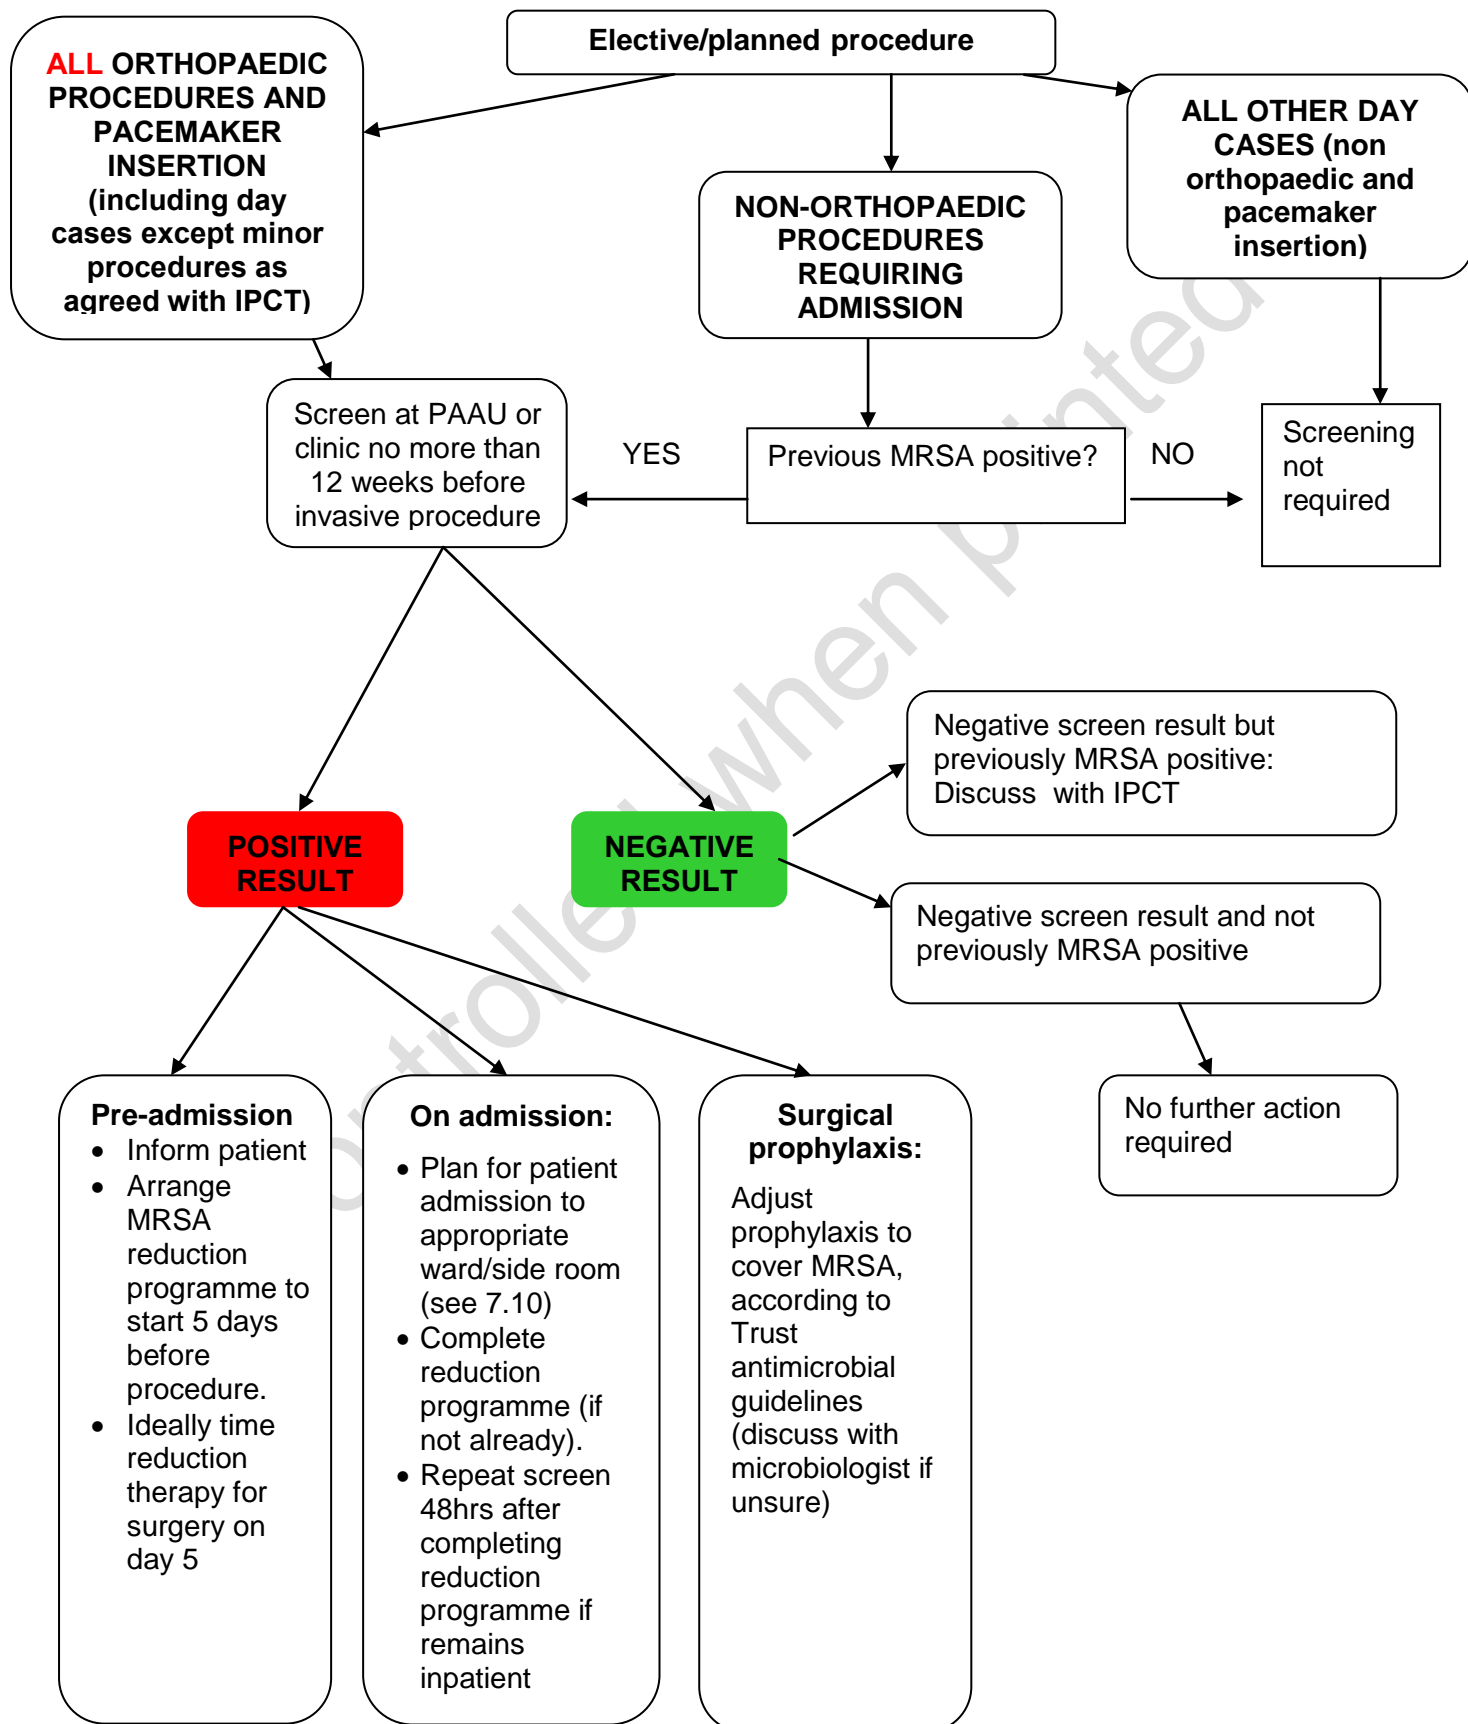 Elective/planned procedure
ALL ORTHOPAEDIC
PROCEDURES AND
PACEMAKER
INSERTION
(including day
cases except minor
procedures as
agreed with IPCT)
NON-ORTHOPAEDIC
PROCEDURES
REQUIRING
ADMISSION
ALL OTHER DAY
CASES (non
orthopaedic and
pacemaker
insertion)
Screen at PAAU or
clinic no more than
12 weeks before
invasive procedure
YES
Previous MRSA positive?
NO
Screening
not
required
POSITIVE
RESULT
NEGATIVE
RESULT
Negative screen result but
previously MRSA positive:
Discuss  with IPCT
Negative screen result and not
previously MRSA positive
No further action
required
Pre-admission
• Inform patient
• Arrange
MRSA
reduction
programme to
start 5 days
before
procedure.
• Ideally time
reduction
therapy for
surgery on
day 5
On admission:
• Plan for patient
admission to
appropriate
ward/side room
(see 7.10)
• Complete
reduction
programme (if
not already).
• Repeat screen
48hrs after
completing
reduction
programme if
remains
inpatient
Surgical
prophylaxis:
Adjust
prophylaxis to
cover MRSA,
according to
Trust
antimicrobial
guidelines
(discuss with
microbiologist if
unsure)
when